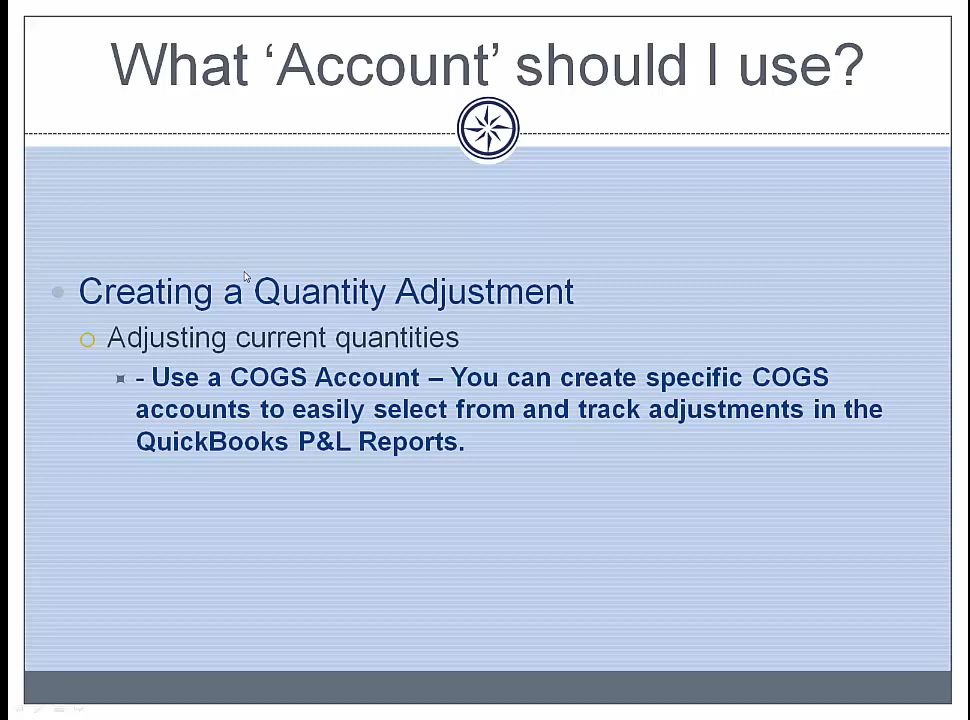 What ‘Account’ should I use?
Creating a Quantity Adjustment
Adjusting current quantities
- Use a COGS Account – You can create specific COGS
accounts to easily select from and track adjustments in the
QuickBooks P&L Reports.